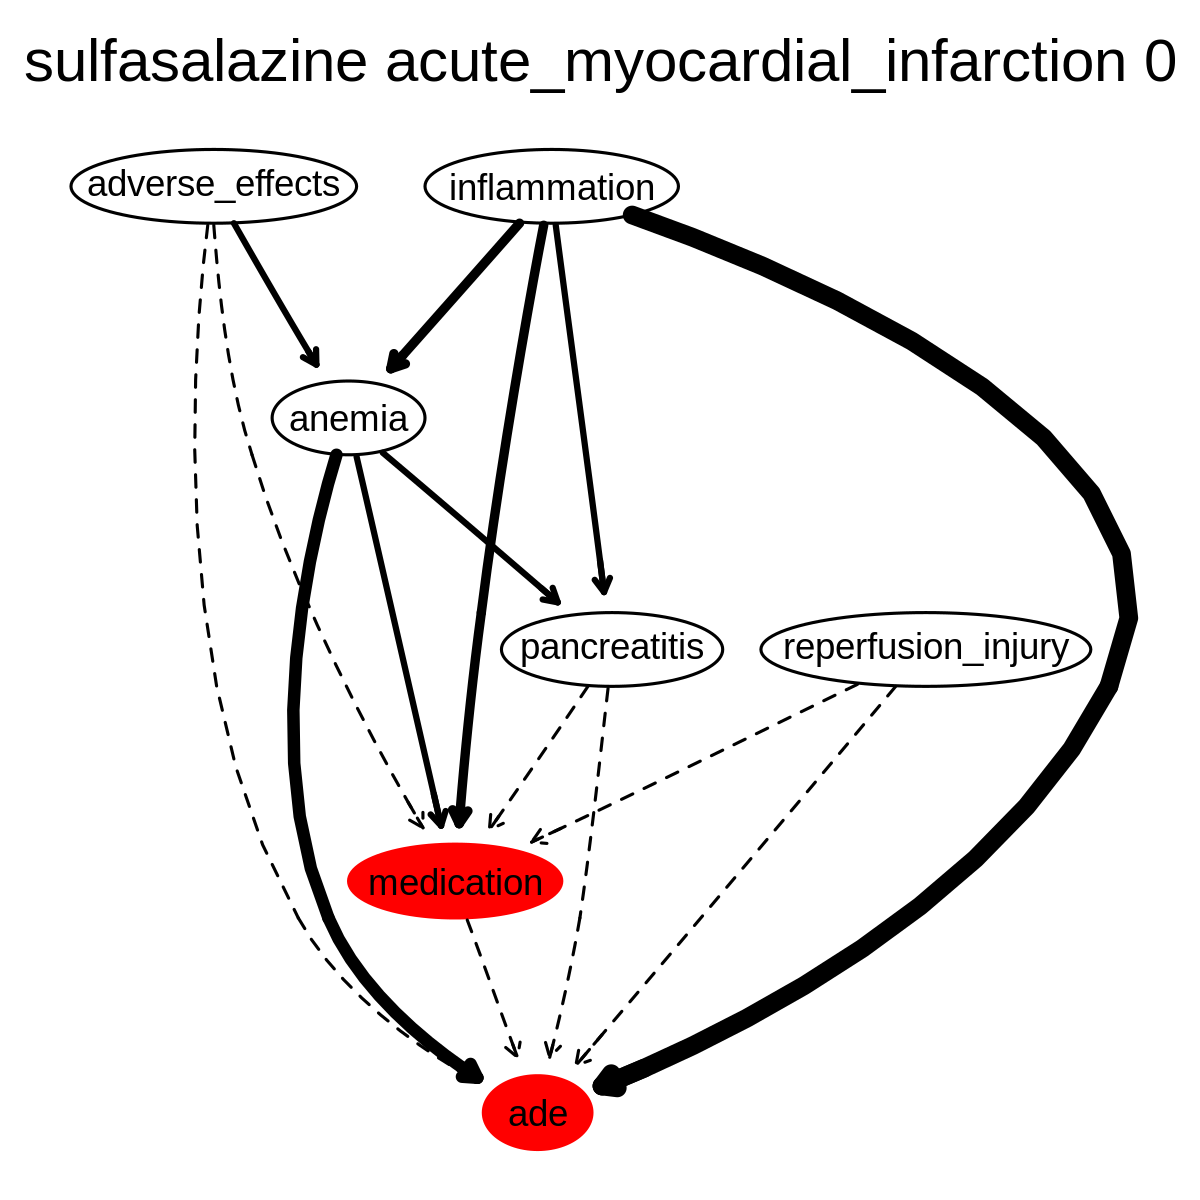 sulfasalazine acute_myocardial_infarction 0
adverse_effects
inflammation
anemia
pancreatitis
reperfusion_injury
medication
ade